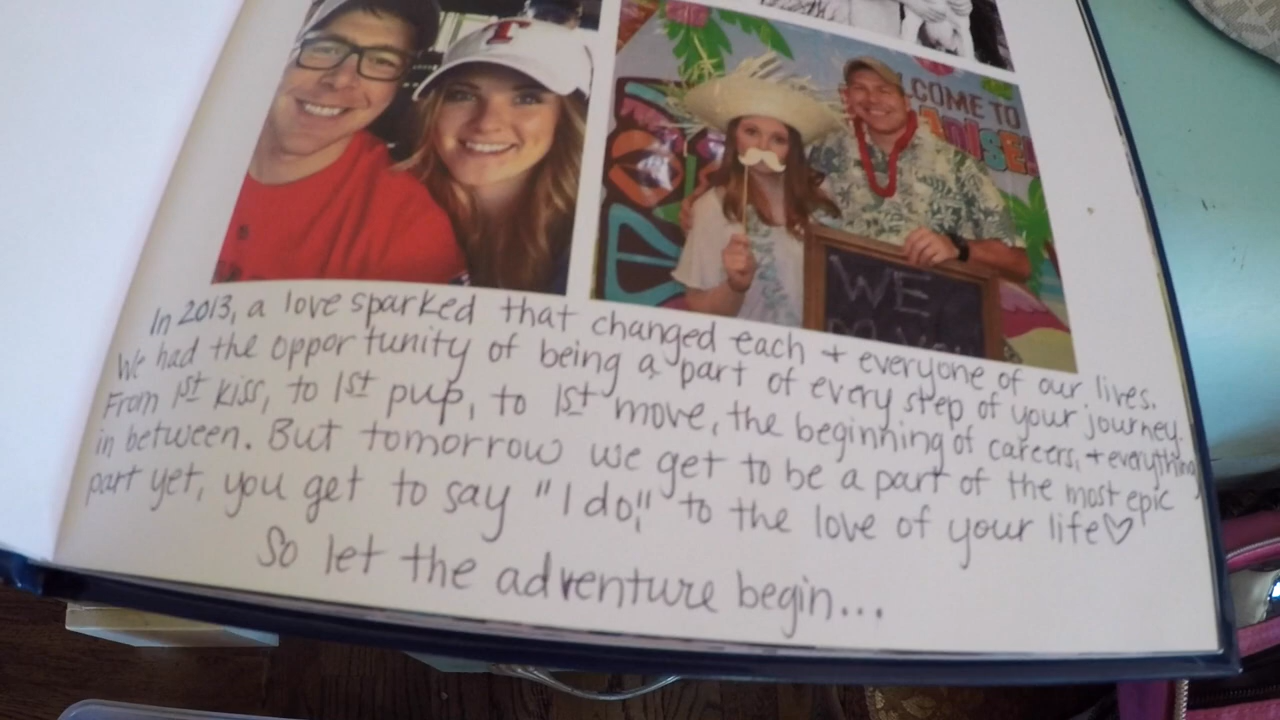 T
COME TO
WE
In 2013, a love sparked that changed each + everyone of our lives.
We had the opportunity of being a part of every step of your journey.
From 1st kiss, to 1st pup, to 1st move, the beginning of careers, + everything
in between. But tomorrow we get to be a part of the most epic
part yet, you get to say "I do," to the love of your life♡
So let the adventure begin...